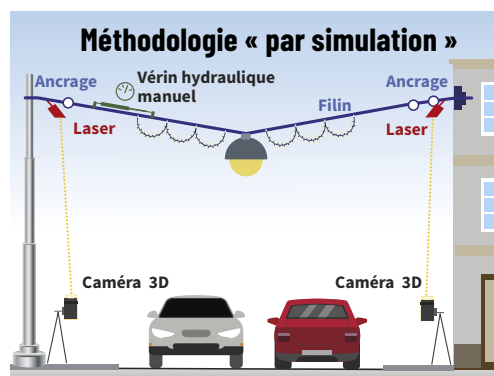 Méthodologie « par simulation »
Ancrage
Vérin hydraulique
manuel
Ancrage
Filin
Laser
Laser
Caméra 3D
Caméra 3D